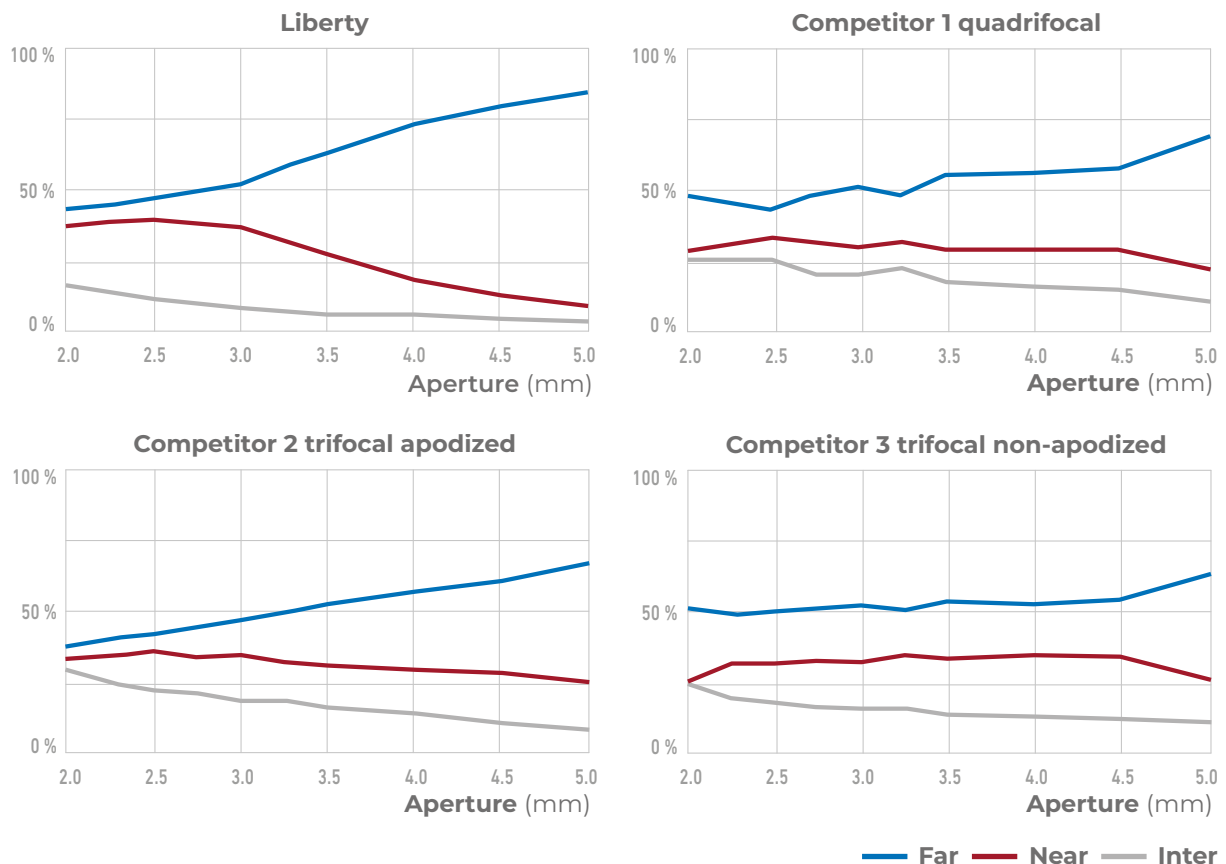 Liberty
100 %
50 %
0 %
2.0 2.5 3.0 3.5 4.0 4.5 5.0
Aperture (mm)
Competitor 1 quadrifocal
100 %
50 %
0 %
2.0 2.5 3.0 3.5 4.0 4.5 5.0
Aperture (mm)
Competitor 2 trifocal apodized
100 %
50 %
0 %
2.0 2.5 3.0 3.5 4.0 4.5 5.0
Aperture (mm)
Competitor 3 trifocal non-apodized
100 %
50 %
0 %
2.0 2.5 3.0 3.5 4.0 4.5 5.0
Aperture (mm)
Far Near Inter